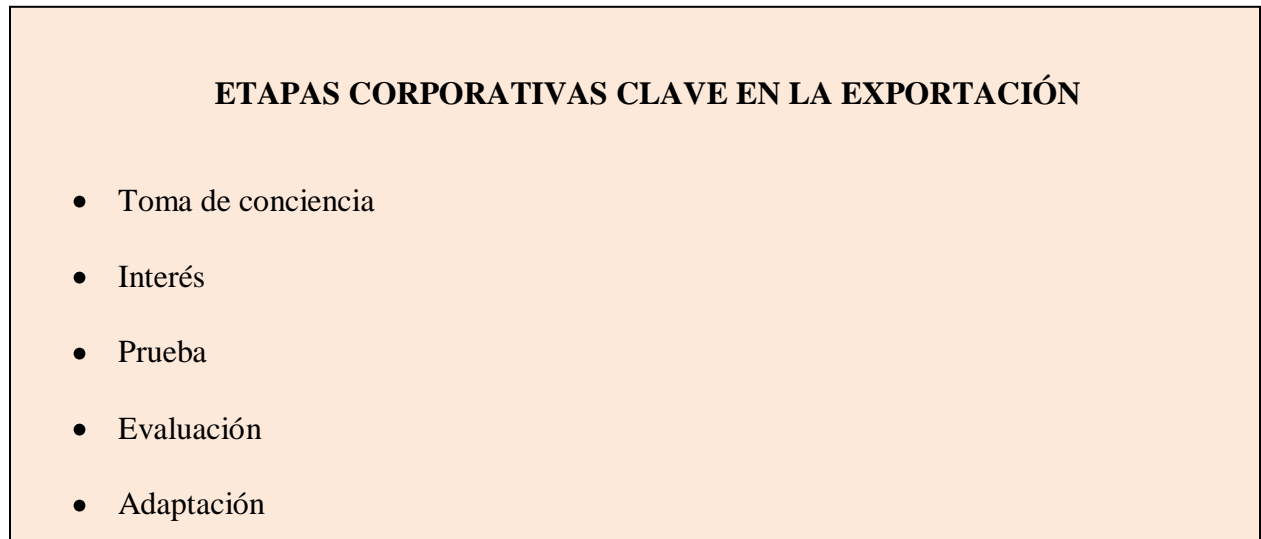 ETAPAS CORPORATIVAS CLAVE EN LA EXPORTACIÓN
• Toma de conciencia
• Interés
• Prueba
• Evaluación
• Adaptación